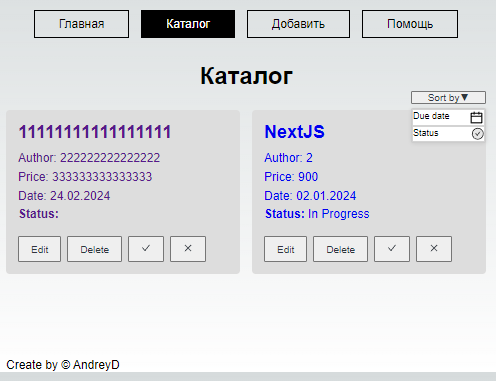 Главная Каталог Добавить Помощь
Каталог
Sort by▼
Due date
Status
11111111111111111
Author: 222222222222222
Price: 333333333333333
Date: 24.02.2024
Status:
Edit Delete ✓ ✕
NextJS
Author: 2
Price: 900
Date: 02.01.2024
Status: In Progress
Edit Delete ✓ ✕
Create by © AndreyD